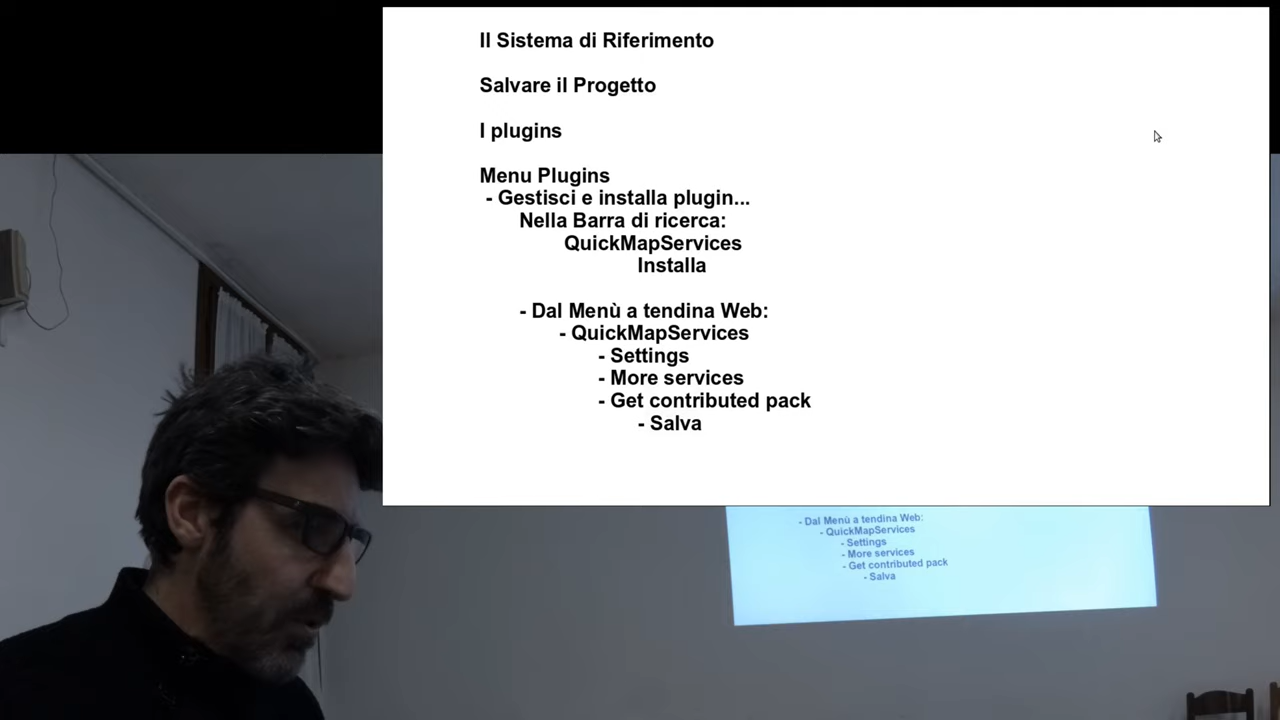 Il Sistema di Riferimento
Salvare il Progetto
I plugins
Menu Plugins
- Gestisci e installa plugin...
Nella Barra di ricerca:
QuickMapServices
Installa
- Dal Menù a tendina Web:
- QuickMapServices
- Settings
- More services
- Get contributed pack
- Salva
- Dal Menù a tendina Web:
- QuickMapServices
- Settings
- More services
- Get contributed pack
- Salva